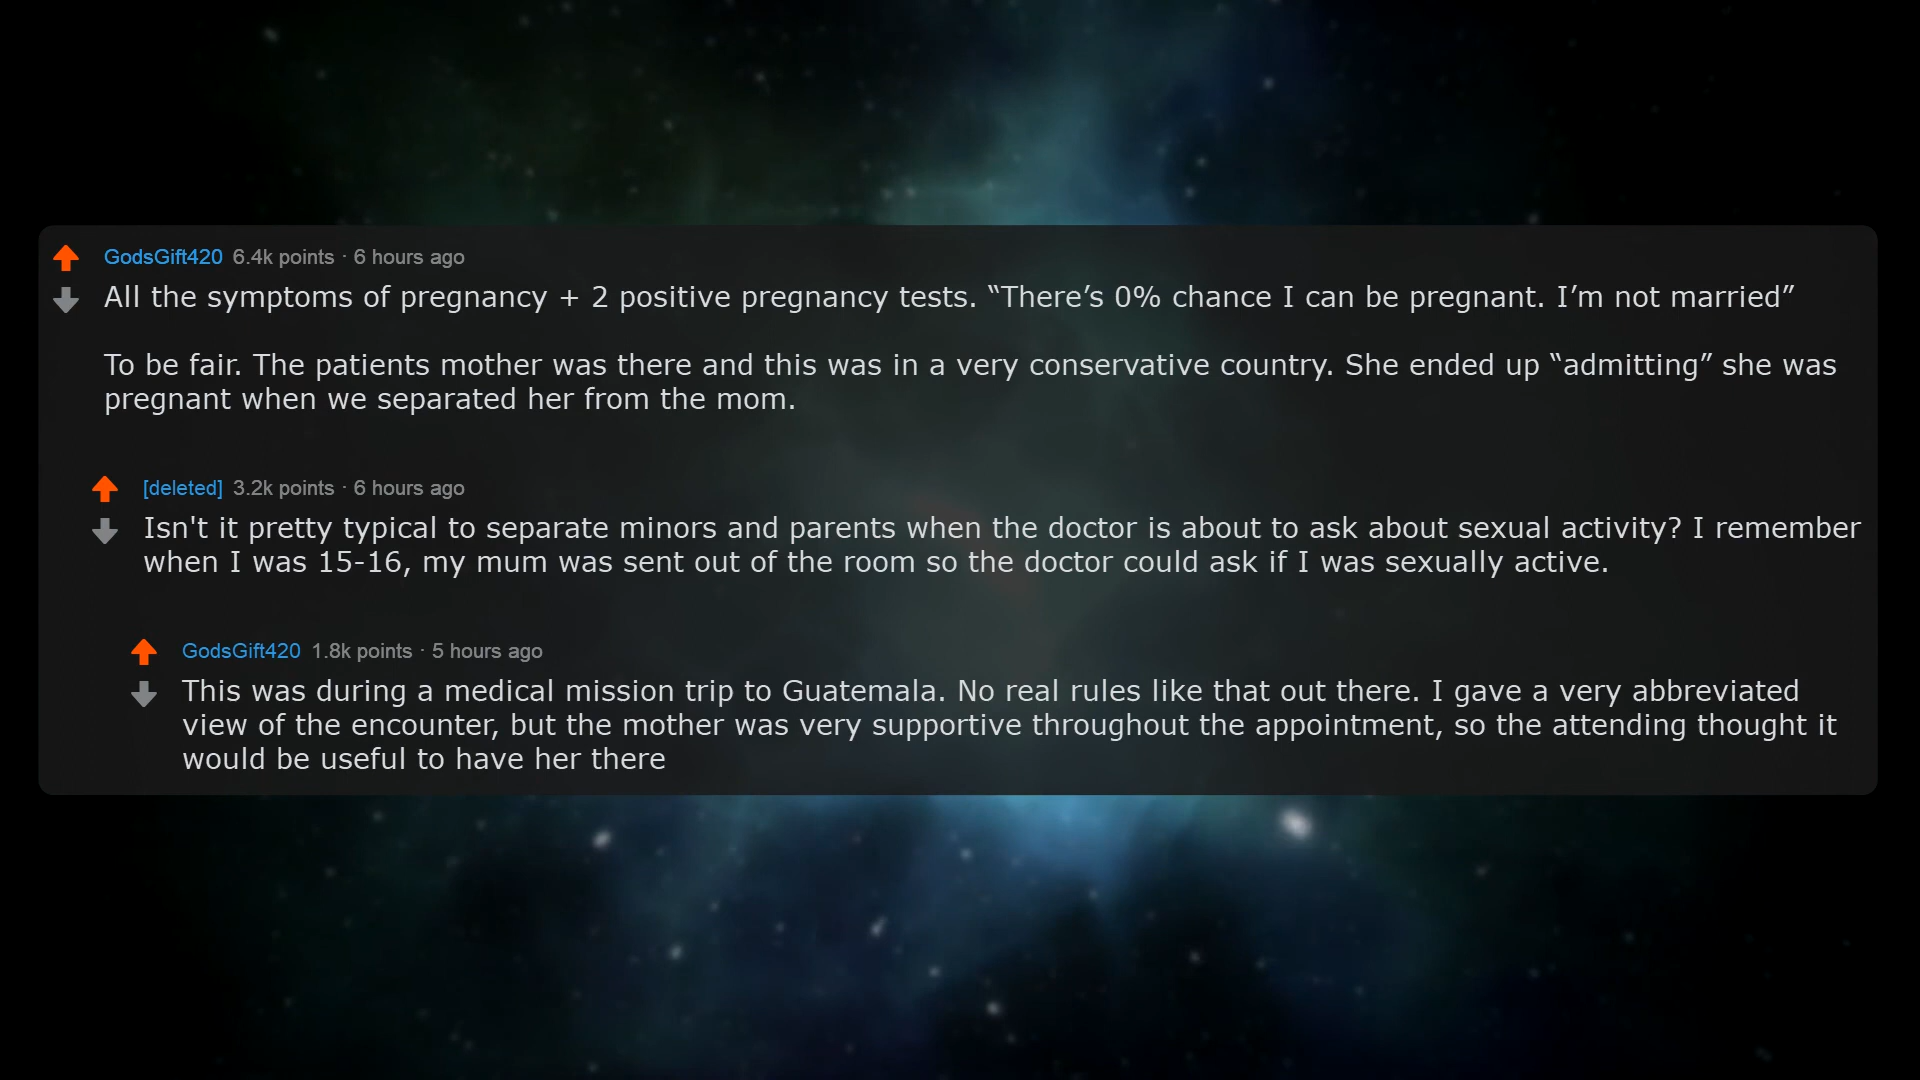 GodsGift420 6.4k points · 6 hours ago
All the symptoms of pregnancy + 2 positive pregnancy tests. “There’s 0% chance I can be pregnant. I’m not married”
To be fair. The patients mother was there and this was in a very conservative country. She ended up “admitting” she was
pregnant when we separated her from the mom.
[deleted] 3.2k points · 6 hours ago
Isn't it pretty typical to separate minors and parents when the doctor is about to ask about sexual activity? I remember
when I was 15-16, my mum was sent out of the room so the doctor could ask if I was sexually active.
GodsGift420 1.8k points · 5 hours ago
This was during a medical mission trip to Guatemala. No real rules like that out there. I gave a very abbreviated
view of the encounter, but the mother was very supportive throughout the appointment, so the attending thought it
would be useful to have her there